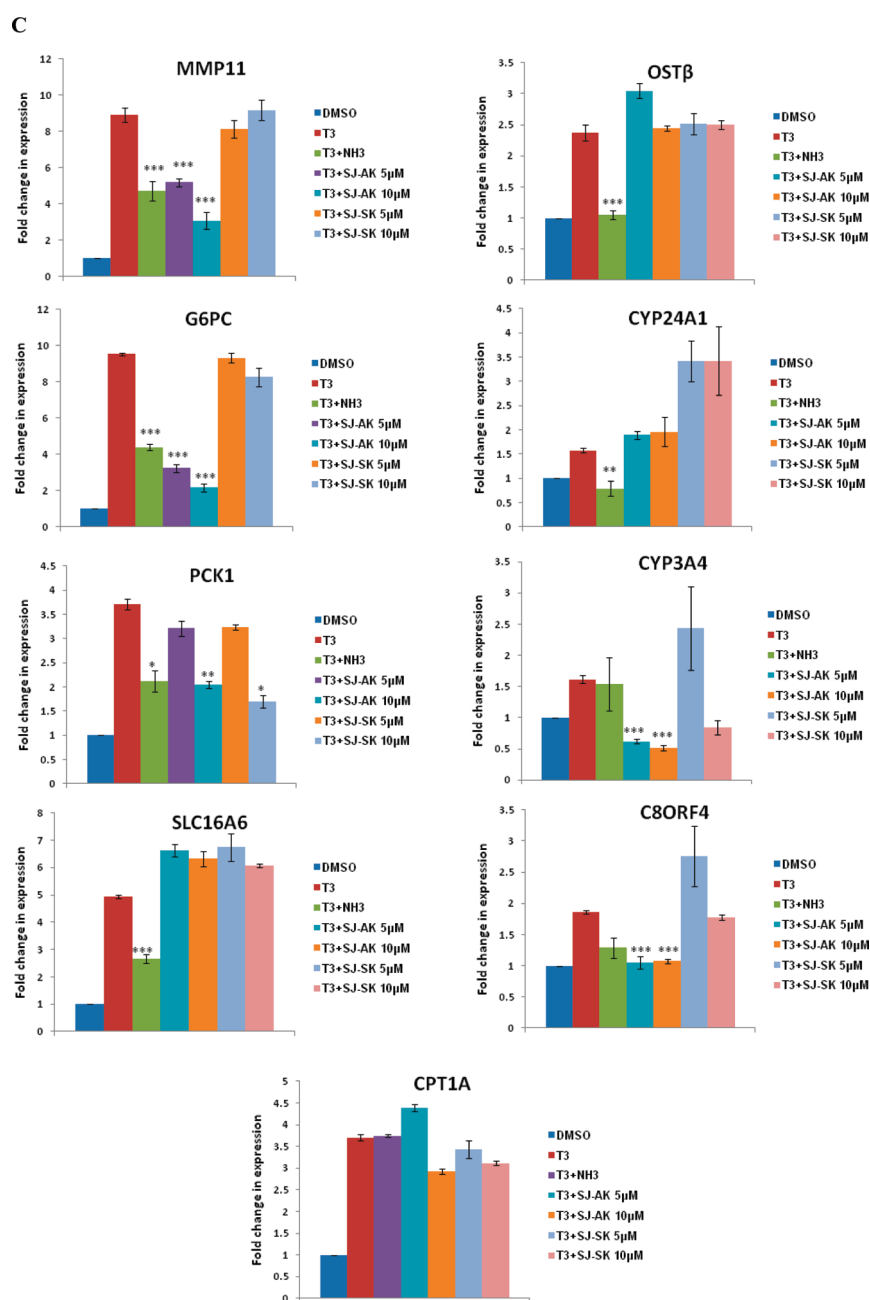 C
MMP11
Fold change in expression
12
10
8
6
4
2
0
***
***
***
DMSO
T3
T3+NH3
T3+SJ-AK 5µM
T3+SJ-AK 10µM
T3+SJ-SK 5µM
T3+SJ-SK 10µM
OSTβ
Fold change in expression
3.5
3
2.5
2
1.5
1
0.5
0
***
DMSO
T3
T3+NH3
T3+SJ-AK 5µM
T3+SJ-AK 10µM
T3+SJ-SK 5µM
T3+SJ-SK 10µM
G6PC
Fold change in expression
12
10
8
6
4
2
0
***
***
***
DMSO
T3
T3+NH3
T3+SJ-AK 5µM
T3+SJ-AK 10µM
T3+SJ-SK 5µM
T3+SJ-SK 10µM
CYP24A1
Fold change in expression
4.5
4
3.5
3
2.5
2
1.5
1
0.5
0
**
DMSO
T3
T3+NH3
T3+SJ-AK 5µM
T3+SJ-AK 10µM
T3+SJ-SK 5µM
T3+SJ-SK 10µM
PCK1
Fold change in expression
4.5
4
3.5
3
2.5
2
1.5
1
0.5
0
*
**
*
DMSO
T3
T3+NH3
T3+SJ-AK 5µM
T3+SJ-AK 10µM
T3+SJ-SK 5µM
T3+SJ-SK 10µM
CYP3A4
Fold change in expression
3.5
3
2.5
2
1.5
1
0.5
0
***
***
DMSO
T3
T3+NH3
T3+SJ-AK 5µM
T3+SJ-AK 10µM
T3+SJ-SK 5µM
T3+SJ-SK 10µM
SLC16A6
Fold change in expression
8
7
6
5
4
3
2
1
0
***
DMSO
T3
T3+NH3
T3+SJ-AK 5µM
T3+SJ-AK 10µM
T3+SJ-SK 5µM
T3+SJ-SK 10µM
C8ORF4
Fold change in expression
3.5
3
2.5
2
1.5
1
0.5
0
***
***
DMSO
T3
T3+NH3
T3+SJ-AK 5µM
T3+SJ-AK 10µM
T3+SJ-SK 5µM
T3+SJ-SK 10µM
CPT1A
Fold change in expression
5
4.5
4
3.5
3
2.5
2
1.5
1
0.5
0
DMSO
T3
T3+NH3
T3+SJ-AK 5µM
T3+SJ-AK 10µM
T3+SJ-SK 5µM
T3+SJ-SK 10µM